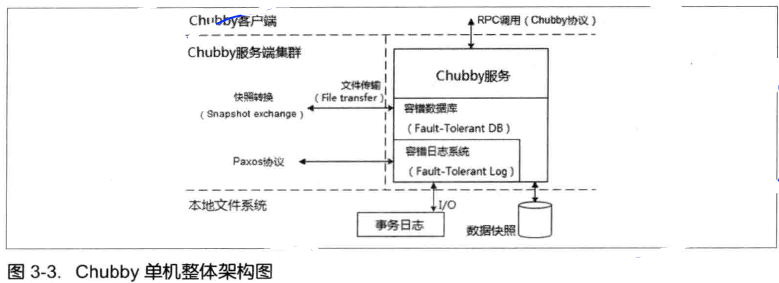 Chubby客户端
RPC调用（Chubby协议）
Chubby服务端集群
Chubby服务
文件传输
（File transfer）
快照转换
（Snapshot exchange）
容错数据库
（Fault-Tolerant DB）
容错日志系统
（Fault-Tolerant Log）
Paxos协议
本地文件系统
I/O
事务日志
数据快照
图 3-3. Chubby 单机整体架构图